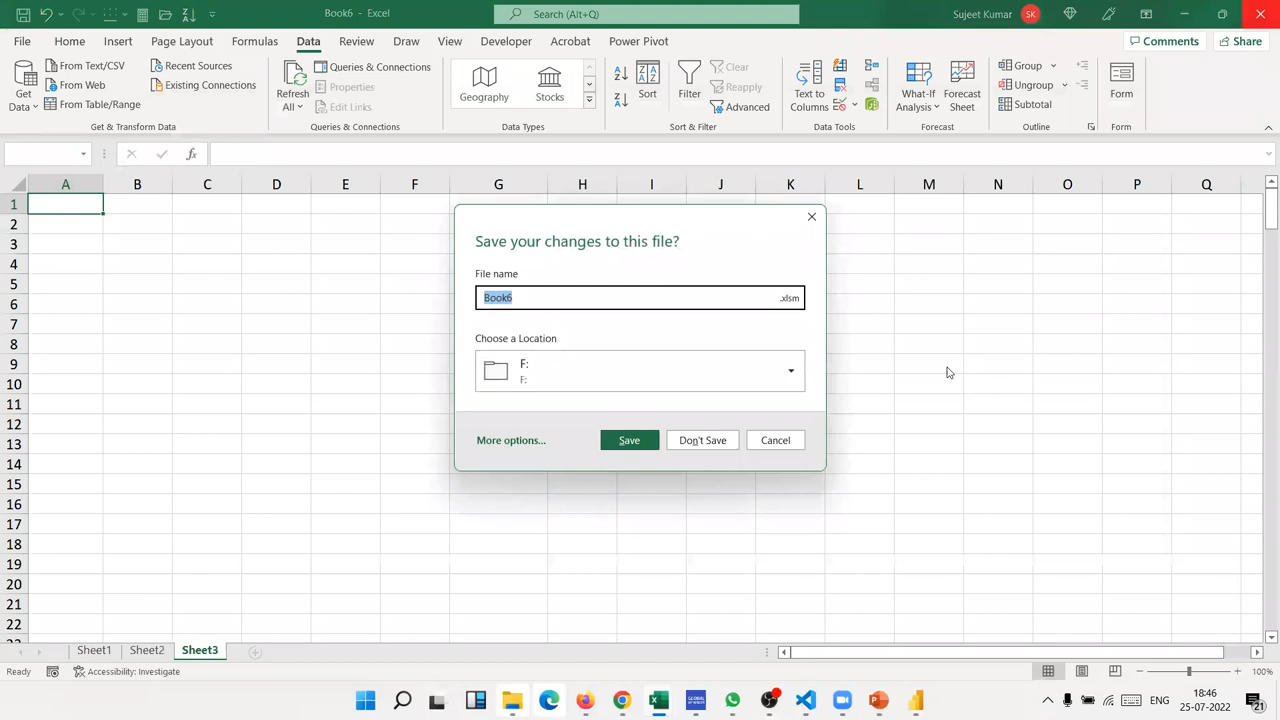 Book6 - Excel
Search (Alt+Q)
Sujeet Kumar SK
File Home Insert Page Layout Formulas Data Review View Draw Developer Acrobat Power Pivot Comments Share
Get Data
From Text/CSV
From Web
From Table/Range
Recent Sources
Existing Connections
Get & Transform Data
Refresh All
Queries & Connections
Properties
Edit Links
Queries & Connections
Geography
Stocks
Data Types
Sort
Filter
Clear
Reapply
Advanced
Sort & Filter
Text to Columns
Data Tools
What-If Analysis
Forecast Sheet
Forecast
Group
Ungroup
Subtotal
Outline
Form
Form
fx
A B C D E F G H I J K L M N O P Q
1
2
3
4
5
6
7
8
9
10
11
12
13
14
15
16
17
18
19
20
21
22
Save your changes to this file?
File name
Book6 .xlsm
Choose a Location
F:
F:
More options... Save Don't Save Cancel
Sheet1 Sheet2 Sheet3
Ready Accessibility: Investigate 100%
ENG
18:46
25-07-2022
21